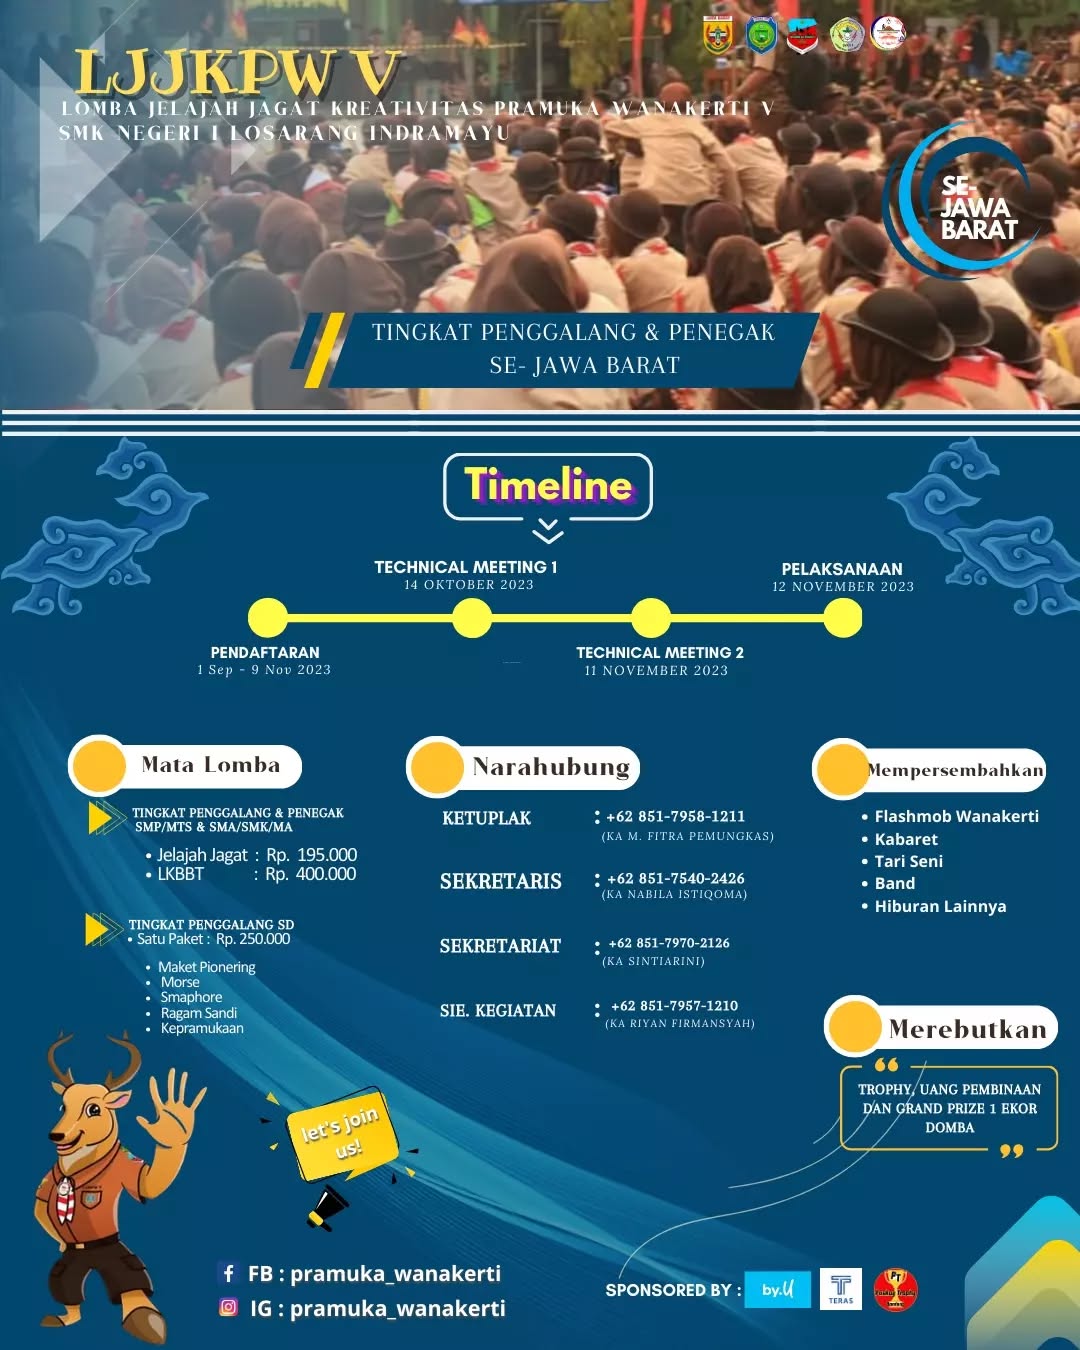 LJJKPW V
LOMBA JELAJAH JAGAT KREATIVITAS PRAMUKA WANAKERTI V
SMK NEGERI 1 LOSARANG INDRAMAYU
SE-
JAWA
BARAT
TINGKAT PENGGALANG & PENEGAK
SE- JAWA BARAT
Timeline
TECHNICAL MEETING 1
14 OKTOBER 2023
PELAKSANAAN
12 NOVEMBER 2023
PENDAFTARAN
1 Sep - 9 Nov 2023
TECHNICAL MEETING 2
11 NOVEMBER 2023
Mata Lomba
TINGKAT PENGGALANG & PENEGAK
SMP/MTS & SMA/SMK/MA
• Jelajah Jagat : Rp. 195.000
• LKBBT : Rp. 400.000
TINGKAT PENGGALANG SD
• Satu Paket : Rp. 250.000
• Maket Pionering
• Morse
• Smaphore
• Ragam Sandi
• Kepramukaan
Narahubung
KETUPLAK : +62 851-7958-1211
(KA M. FITRA PEMUNGKAS)
SEKRETARIS : +62 851-7540-2426
(KA NABILA ISTIQOMA)
SEKRETARIAT : +62 851-7970-2126
(KA SINTIARINI)
SIE. KEGIATAN : +62 851-7957-1210
(KA RIYAN FIRMANSYAH)
Mempersembahkan
• Flashmob Wanakerti
• Kabaret
• Tari Seni
• Band
• Hiburan Lainnya
Merebutkan
TROPHY, UANG PEMBINAAN
DAN GRAND PRIZE 1 EKOR
DOMBA
let's join
us!
FB : pramuka_wanakerti
IG : pramuka_wanakerti
SPONSORED BY :
by.U
TERAS
PT